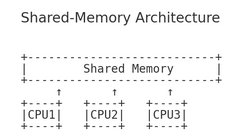 Shared-Memory Architecture
+-----------------------+
|       Shared Memory      |
+-----------------------+
↑ ↑ ↑
+----+ +----+ +----+
|CPU1| |CPU2| |CPU3|
+----+ +----+ +----+